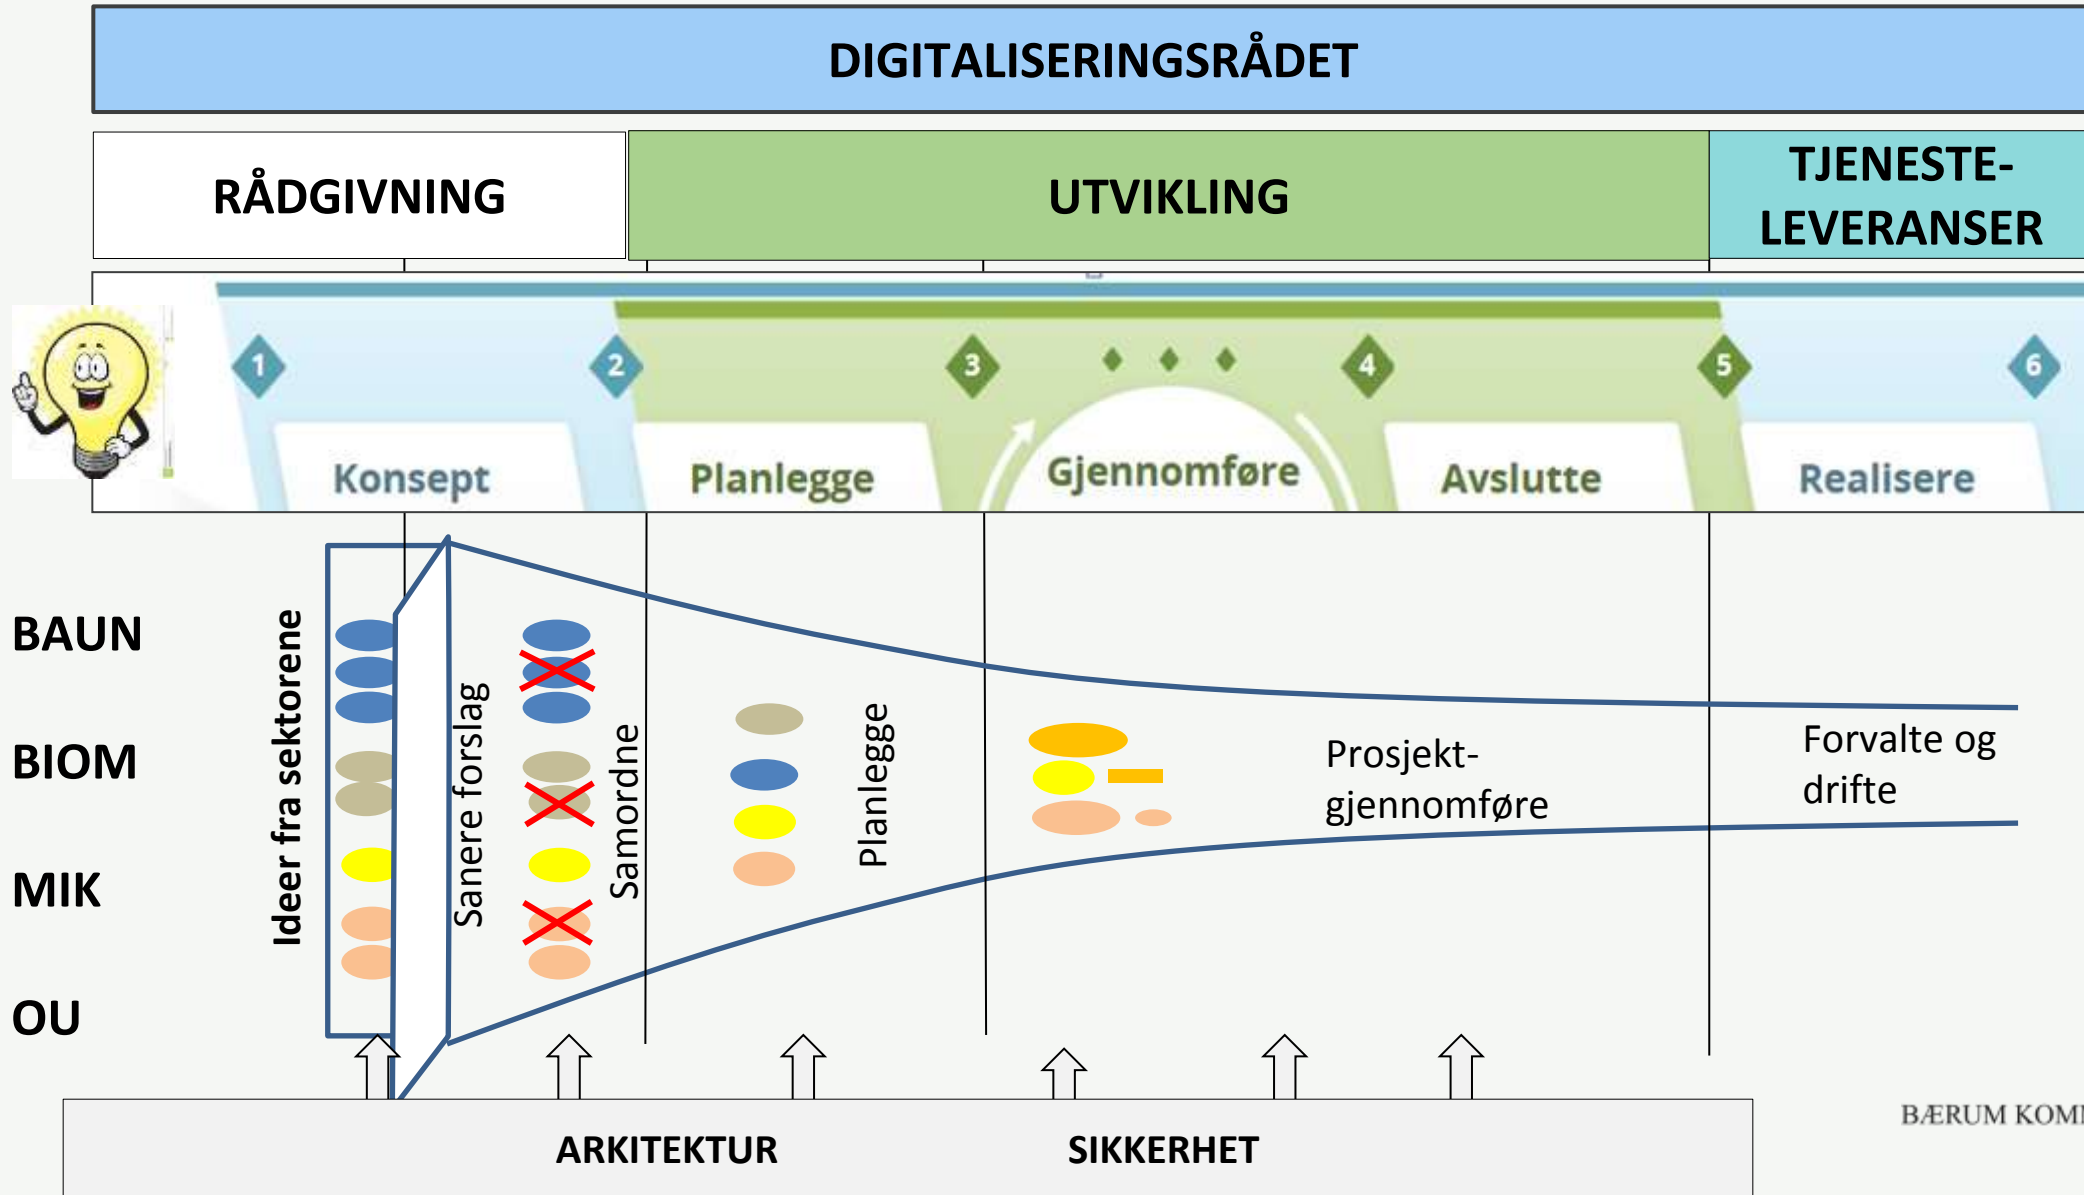 DIGITALISERINGSRÅDET
RÅDGIVNING
UTVIKLING
TJENESTE-
LEVERANSER
1
2
3
4
5
6
Konsept
Planlegge
Gjennomføre
Avslutte
Realisere
BAUN
BIOM
MIK
OU
Ideer fra sektorene
Sanere forslag
Samordne
Planlegge
Prosjekt-
gjennomføre
Forvalte og
drifte
ARKITEKTUR
SIKKERHET
BÆRUM